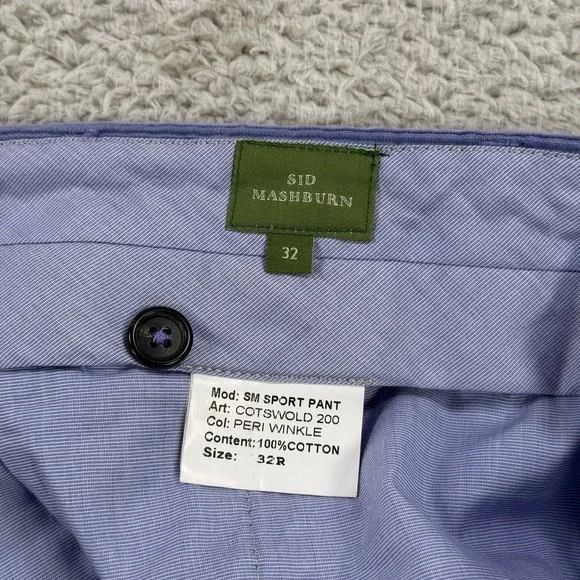 SID
MASHBURN
32
Mod: SM SPORT PANT
Art: COTSWOLD 200
Col: PERI WINKLE
Content: 100%COTTON
Size: 32R